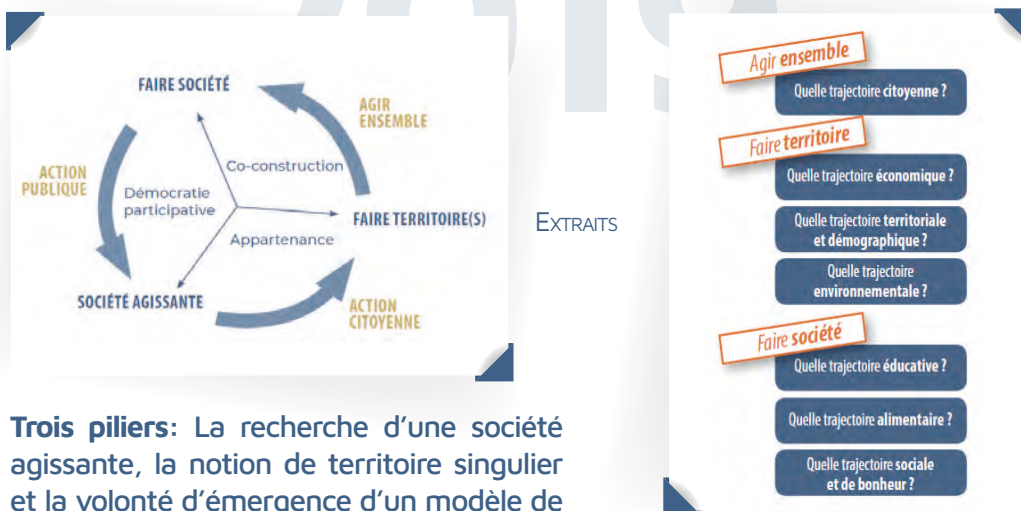 2019
FAIRE SOCIÉTÉ
AGIR
ENSEMBLE
ACTION
PUBLIQUE
Co-construction
Démocratie
participative
FAIRE TERRITOIRE(S)
Appartenance
SOCIÉTÉ AGISSANTE
ACTION
CITOYENNE
EXTRAITS
Agir ensemble
Quelle trajectoire citoyenne ?
Faire territoire
Quelle trajectoire économique ?
Quelle trajectoire territoriale
et démographique ?
Quelle trajectoire
environnementale ?
Faire société
Quelle trajectoire éducative ?
Quelle trajectoire alimentaire ?
Quelle trajectoire sociale
et de bonheur ?
Trois piliers: La recherche d'une société
agissante, la notion de territoire singulier
et la volonté d'émergence d'un modèle de